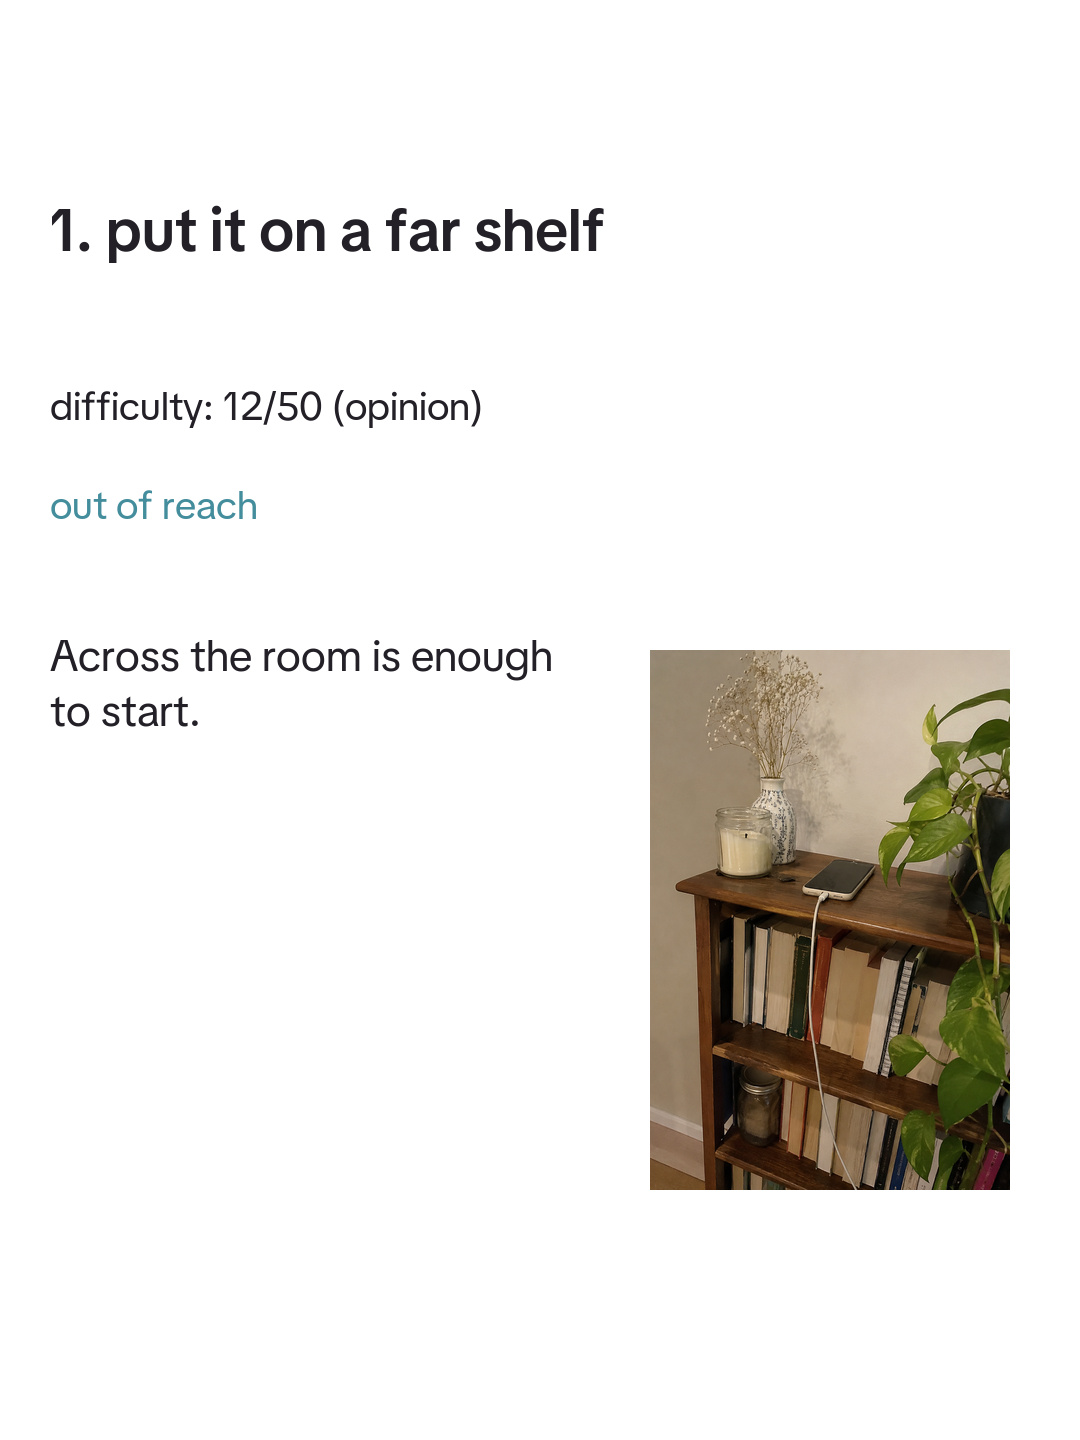 1. put it on a far shelf
difficulty: 12/50 (opinion)
out of reach
Across the room is enough
to start.